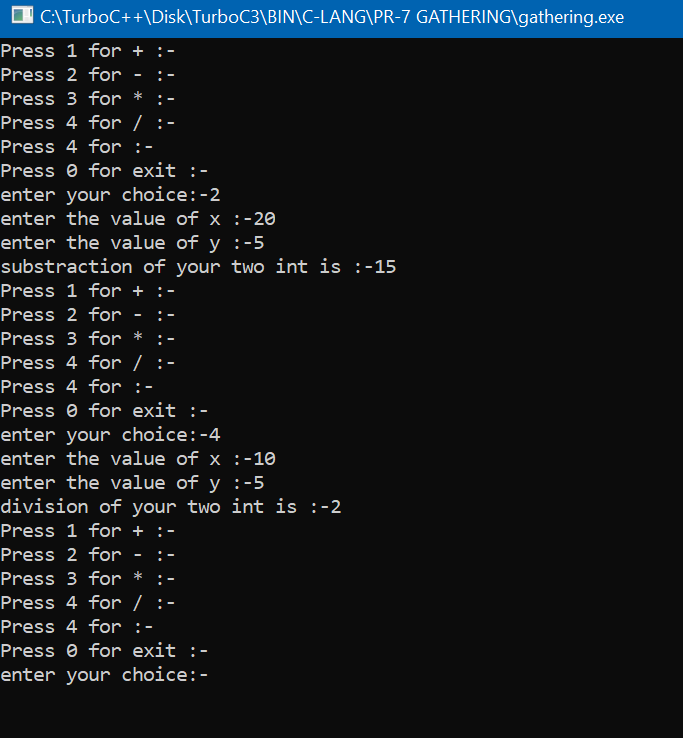 C:\TurboC++\Disk\TurboC3\BIN\C-LANG\PR-7 GATHERING\gathering.exe
Press 1 for + :-
Press 2 for - :-
Press 3 for * :-
Press 4 for / :-
Press 4 for :-
Press 0 for exit :-
enter your choice:-2
enter the value of x :-20
enter the value of y :-5
substraction of your two int is :-15
Press 1 for + :-
Press 2 for - :-
Press 3 for * :-
Press 4 for / :-
Press 4 for :-
Press 0 for exit :-
enter your choice:-4
enter the value of x :-10
enter the value of y :-5
division of your two int is :-2
Press 1 for + :-
Press 2 for - :-
Press 3 for * :-
Press 4 for / :-
Press 4 for :-
Press 0 for exit :-
enter your choice:-